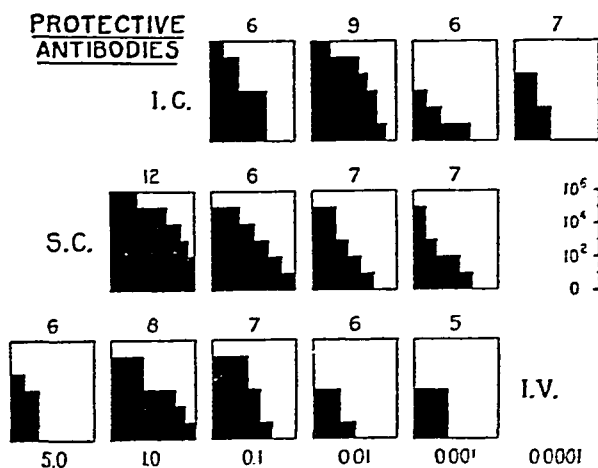 PROTECTIVE
ANTIBODIES
6 9 6 7
I.C.
12 6 7 7
S.C.
10⁶
10⁴
10²
0
6 8 7 6 5
I.V.
5.0 1.0 0.1 0.01 0.001 0.0001